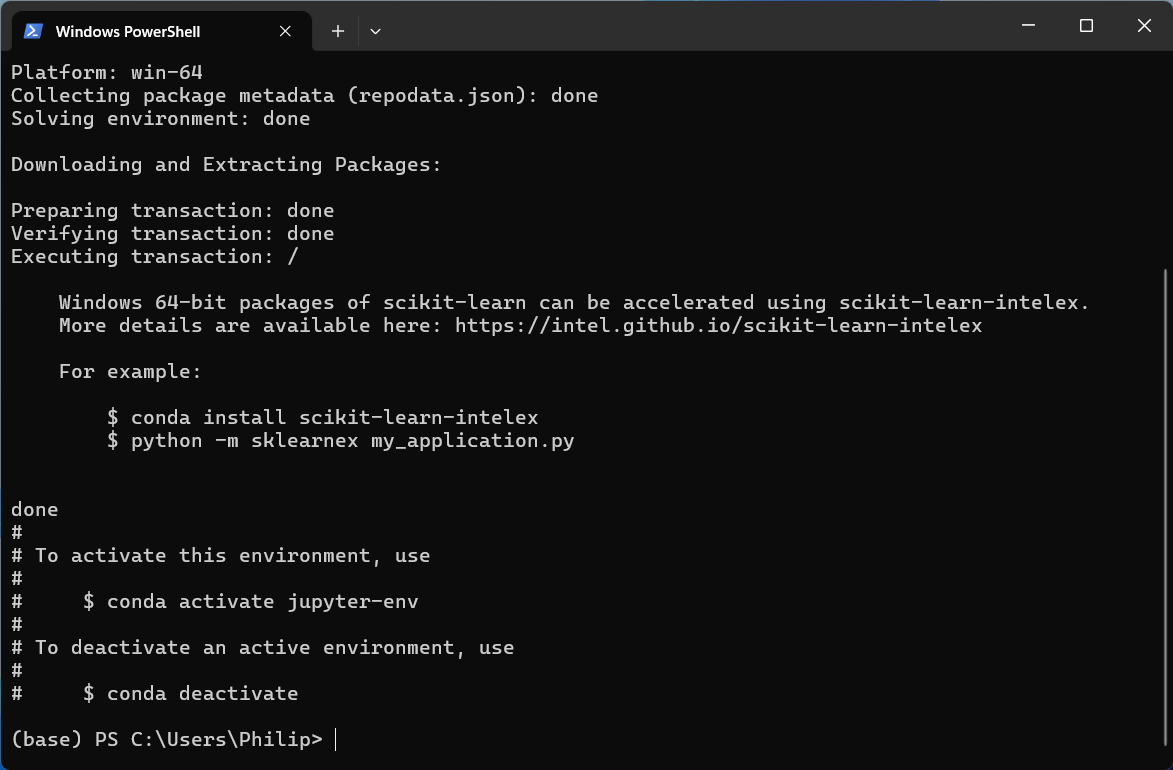 Windows PowerShell
Platform: win-64
Collecting package metadata (repodata.json): done
Solving environment: done
Downloading and Extracting Packages:
Preparing transaction: done
Verifying transaction: done
Executing transaction: /
Windows 64-bit packages of scikit-learn can be accelerated using scikit-learn-intelex.
More details are available here: https://intel.github.io/scikit-learn-intelex
For example:
$ conda install scikit-learn-intelex
$ python -m sklearnex my_application.py
done
#
# To activate this environment, use
#
#     $ conda activate jupyter-env
#
# To deactivate an active environment, use
#
#     $ conda deactivate
(base) PS C:\Users\Philip>